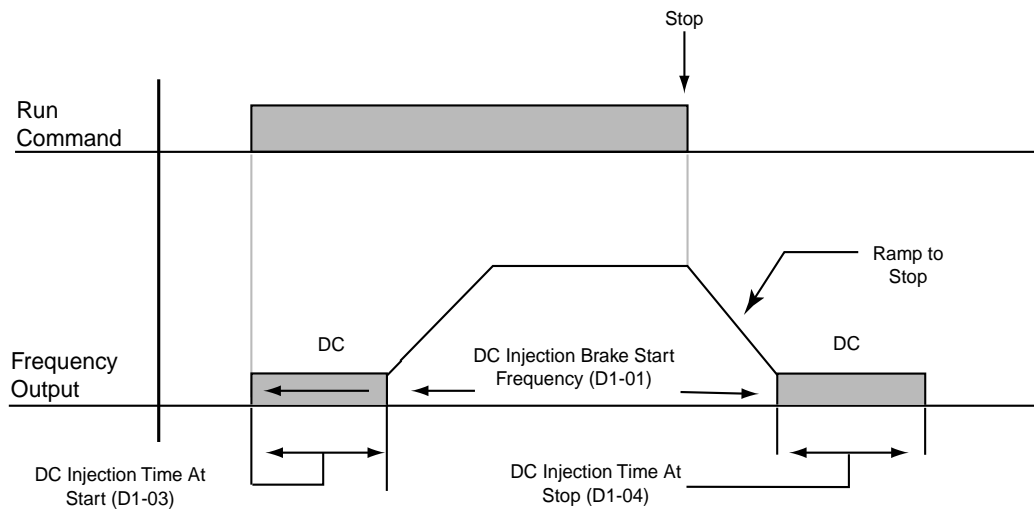 Stop
Run
Command
Ramp to
Stop
DC
DC
DC Injection Brake Start
Frequency (D1-01)
Frequency
Output
DC Injection Time At
Start (D1-03)
DC Injection Time At
Stop (D1-04)